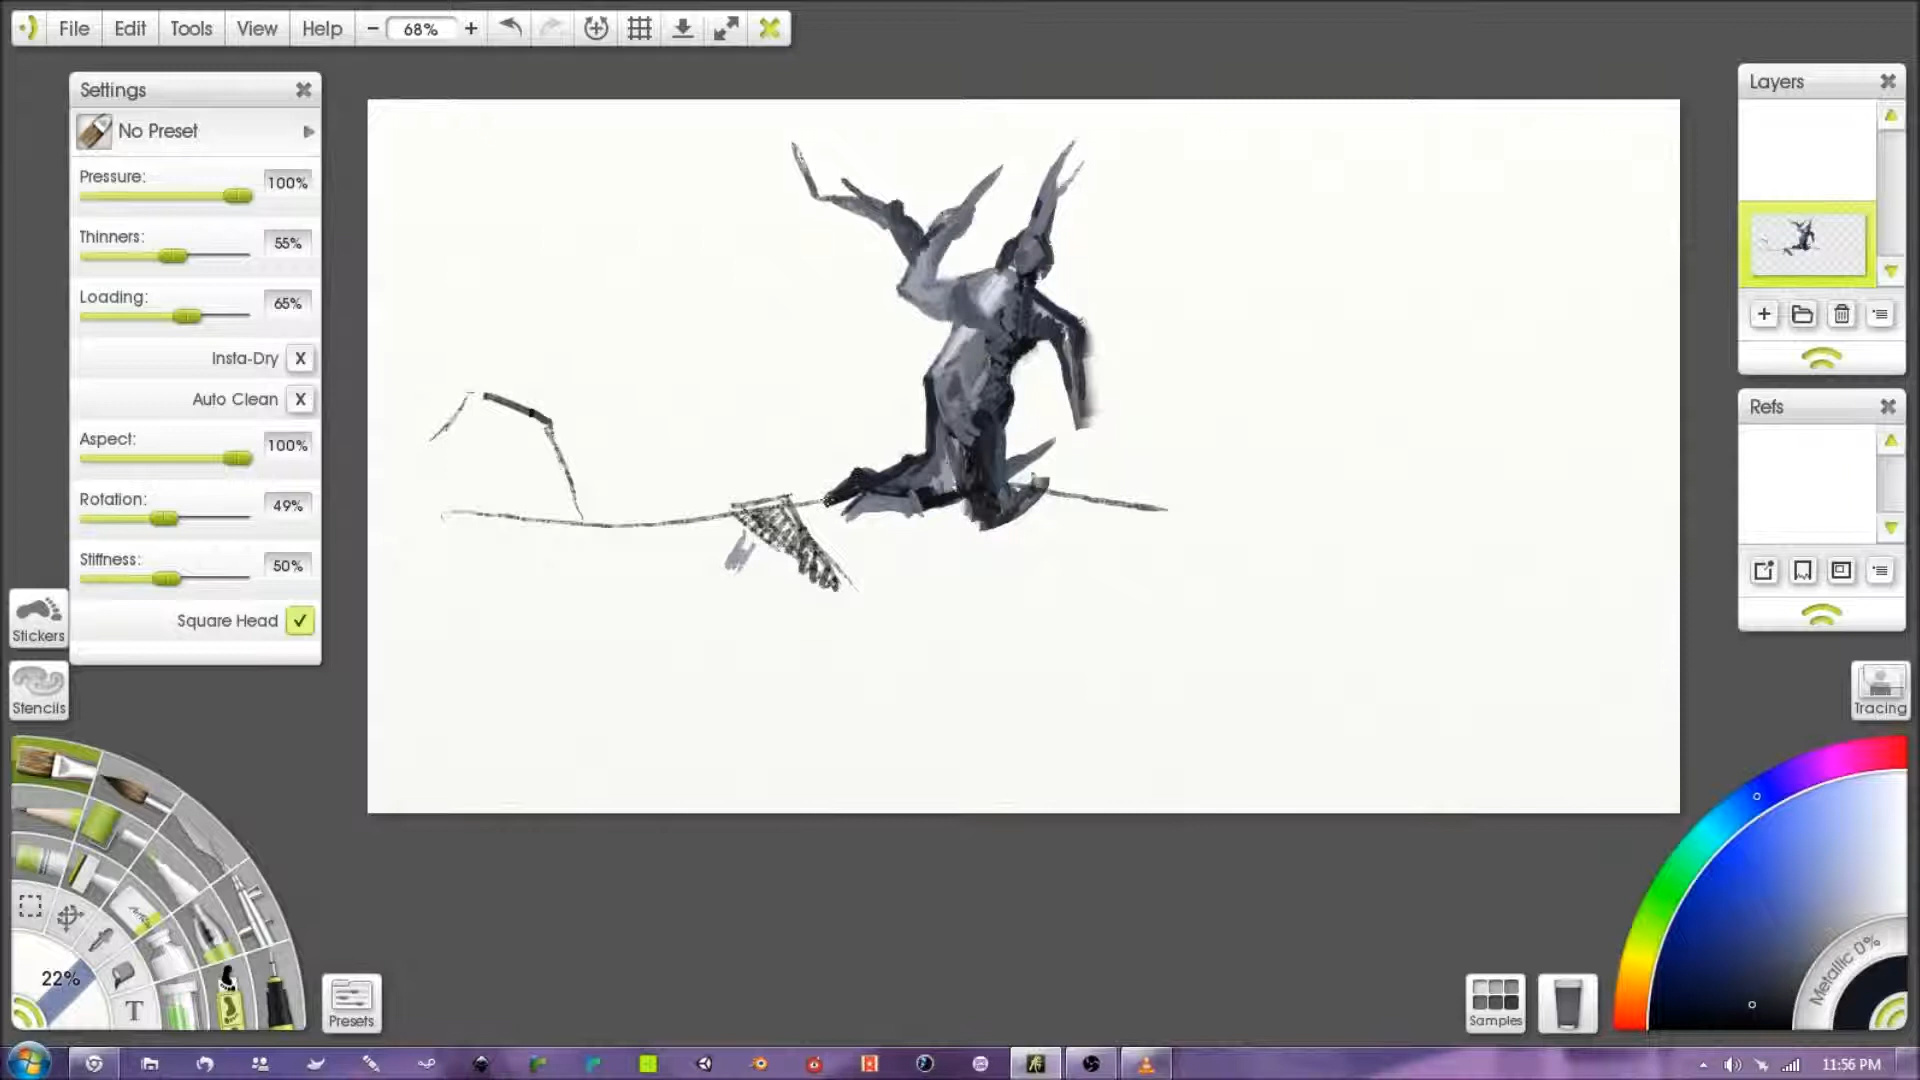 File Edit Tools View Help − 68% +
Settings
No Preset
Pressure: 100%
Thinners: 55%
Loading: 65%
Insta-Dry X
Auto Clean X
Aspect: 100%
Rotation: 49%
Stiffness: 50%
Square Head
Stickers
Stencils
22%
T
Presets
Layers
Refs
Tracing
Metallic 0%
Samples
11:56 PM